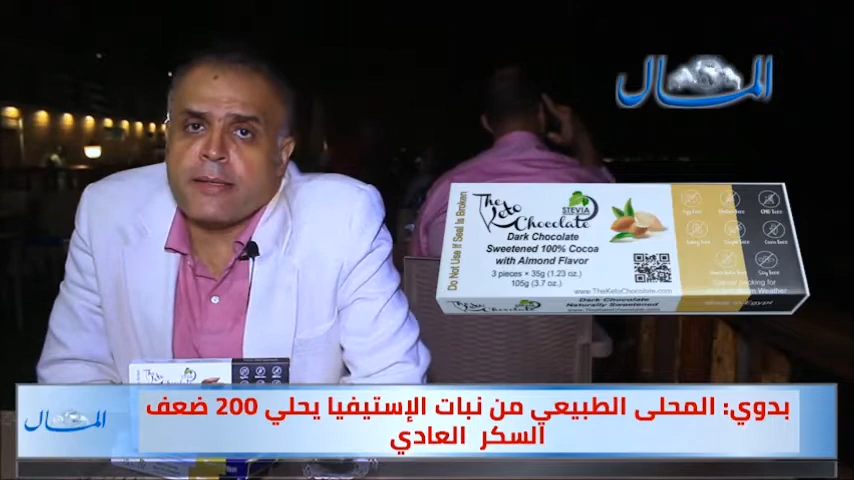 المال
The
Keto
Chocolate
STEVIA
Dark Chocolate
Sweetened 100% Cocoa
with Almond Flavor
3 pieces × 35g (1.23 oz.)
105g (3.7 oz.)
www.TheKetoChocolate.com
Do Not Use If Seal Is Broken
Dark Chocolate
Naturally Sweetened
بدوي: المحلى الطبيعي من نبات الإستيفيا يحلي 200 ضعف
السكر العادي
المال